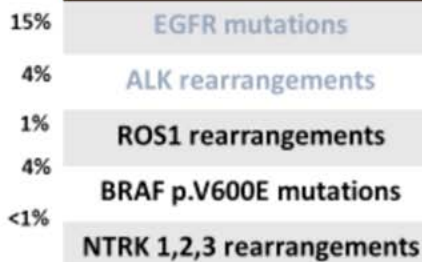 15% EGFR mutations
4% ALK rearrangements
1% ROS1 rearrangements
4% BRAF p.V600E mutations
<1% NTRK 1,2,3 rearrangements